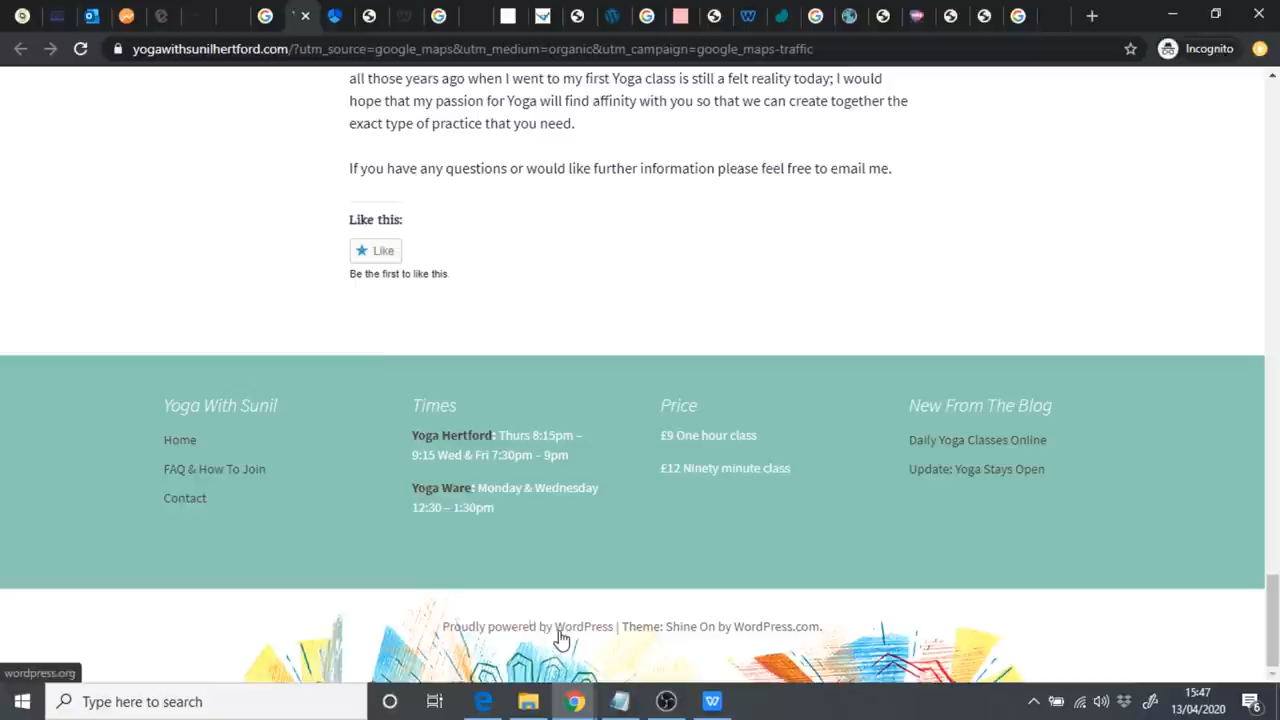 yogawithsunilhertford.com/?utm_source=google_maps&utm_medium=organic&utm_campaign=google_maps-traffic
Incognito
all those years ago when I went to my first Yoga class is still a felt reality today; I would
hope that my passion for Yoga will find affinity with you so that we can create together the
exact type of practice that you need.
If you have any questions or would like further information please feel free to email me.
Like this:
Like
Be the first to like this.
Yoga With Sunil
Home
FAQ & How To Join
Contact
Times
Yoga Hertford: Thurs 8:15pm –
9:15 Wed & Fri 7:30pm – 9pm
Yoga Ware: Monday & Wednesday
12:30 – 1:30pm
Price
£9 One hour class
£12 Ninety minute class
New From The Blog
Daily Yoga Classes Online
Update: Yoga Stays Open
Proudly powered by WordPress | Theme: Shine On by WordPress.com.
wordpress.org
Type here to search
15:47
13/04/2020
6